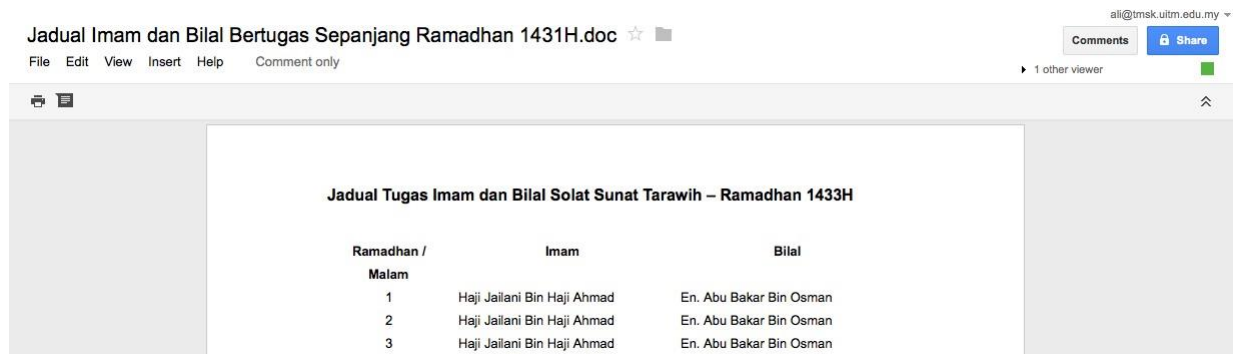 ali@tmsk.uitm.edu.my
Jadual Imam dan Bilal Bertugas Sepanjang Ramadhan 1431H.doc
Comments Share
File Edit View Insert Help Comment only
1 other viewer
Jadual Tugas Imam dan Bilal Solat Sunat Tarawih – Ramadhan 1433H
Ramadhan / Imam Bilal
Malam
1 Haji Jailani Bin Haji Ahmad En. Abu Bakar Bin Osman
2 Haji Jailani Bin Haji Ahmad En. Abu Bakar Bin Osman
3 Haji Jailani Bin Haji Ahmad En. Abu Bakar Bin Osman